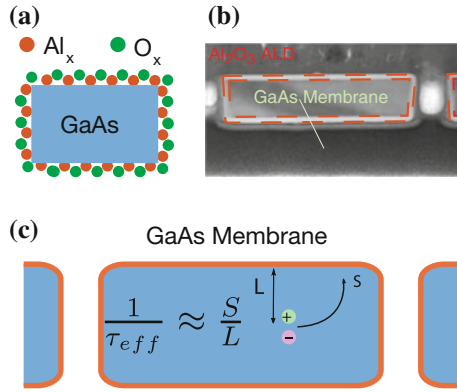 (a)
Al_x
O_x
GaAs
(b)
Al2O3 ALD
GaAs Membrane
(c)
GaAs Membrane
1/τ_eff ≈ S/L
L
S
+
−